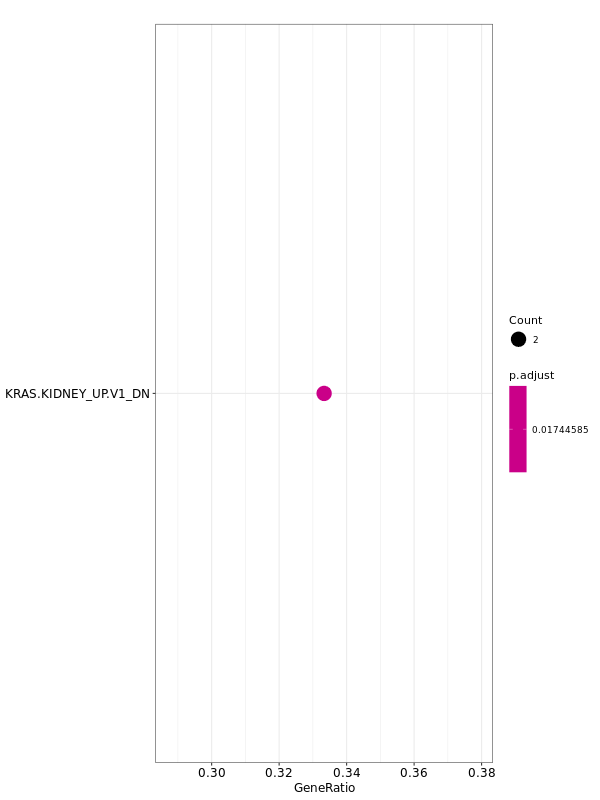 Count
2
p.adjust
KRAS.KIDNEY_UP.V1_DN
0.01744585
0.30 0.32 0.34 0.36 0.38
GeneRatio